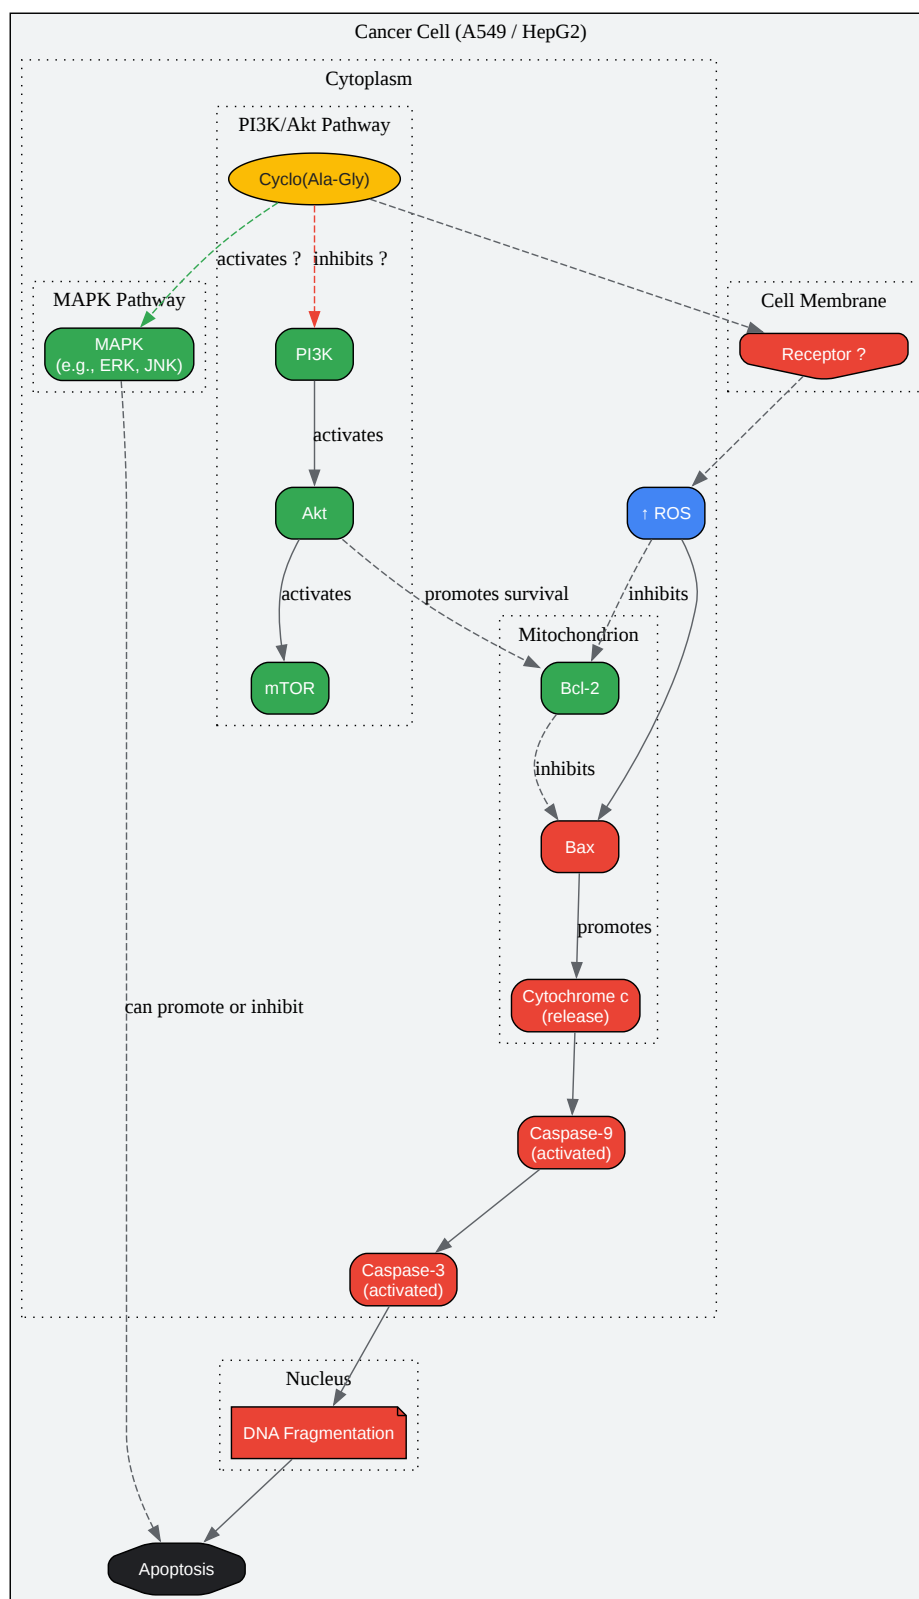 Cancer Cell (A549 / HepG2)
Cytoplasm
PI3K/Akt Pathway
Cyclo(Ala-Gly)
activates ?
inhibits ?
MAPK Pathway
Cell Membrane
MAPK
(e.g., ERK, JNK)
PI3K
Receptor ?
activates
Akt
↑ ROS
activates
promotes survival
inhibits
Mitochondrion
mTOR
Bcl-2
inhibits
Bax
promotes
Cytochrome c
(release)
can promote or inhibit
Caspase-9
(activated)
Caspase-3
(activated)
Nucleus
DNA Fragmentation
Apoptosis